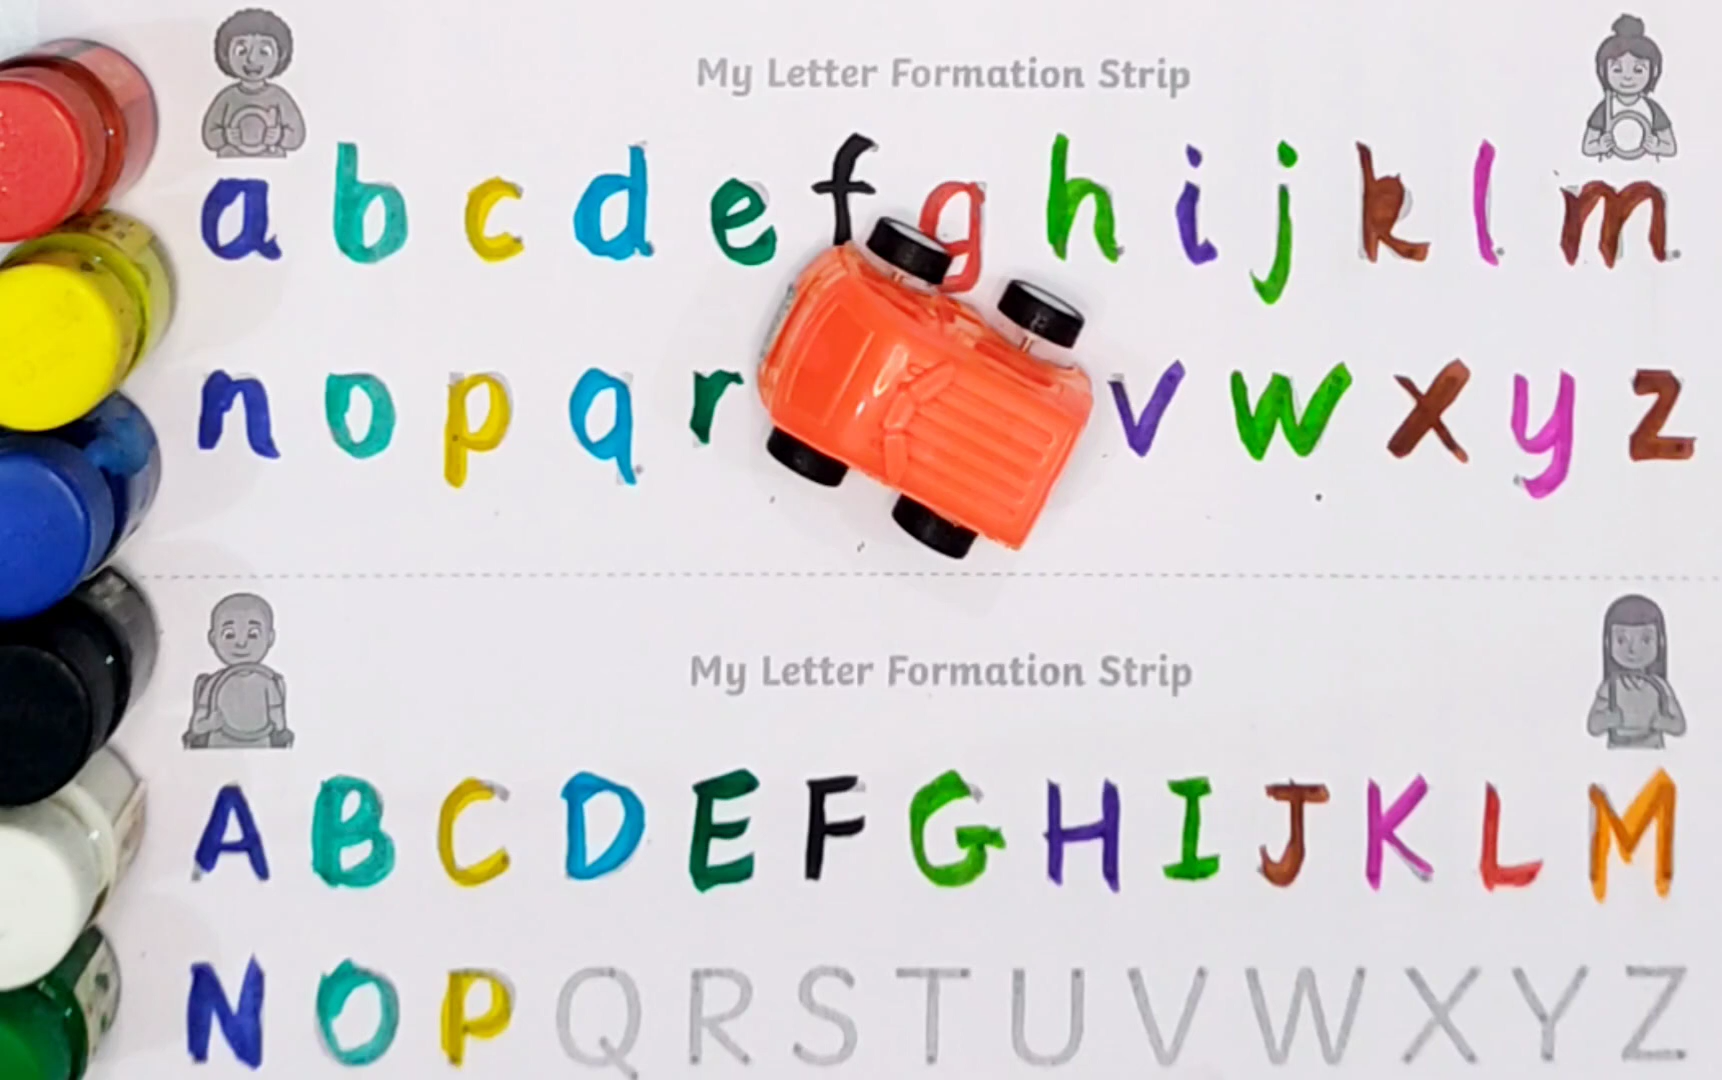 My Letter Formation Strip
a b c d e f g h i j k l m
n o p q r v w x y z
My Letter Formation Strip
A B C D E F G H I J K L M
N O P Q R S T U V W X Y Z